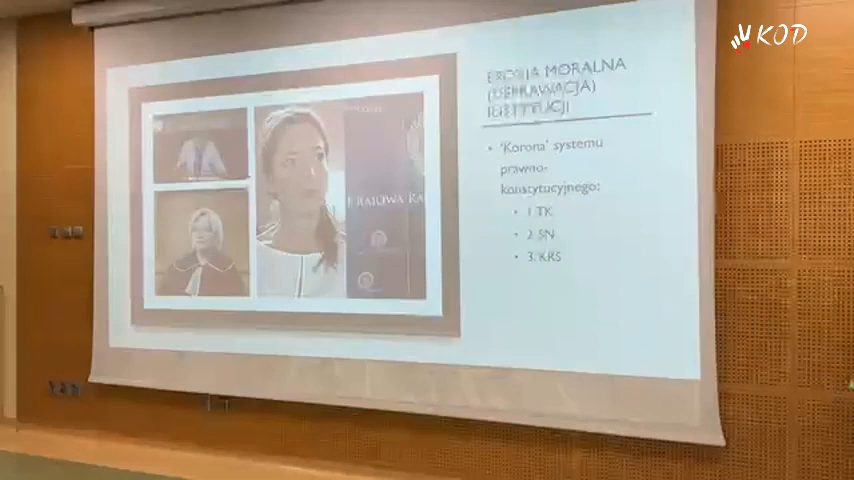 KOD
EROZJA MORALNA
(DEPRAWACJA)
INSTYTUCJI
'Korona' systemu
prawno-
konstytucyjnego:
1. TK
2. SN
3. KRS
KRAJOWA RA